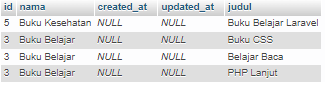 id nama created_at updated_at judul
5 Buku Kesehatan NULL NULL Buku Belajar Laravel
3 Buku Belajar NULL NULL Buku CSS
3 Buku Belajar NULL NULL Belajar Baca
3 Buku Belajar NULL NULL PHP Lanjut